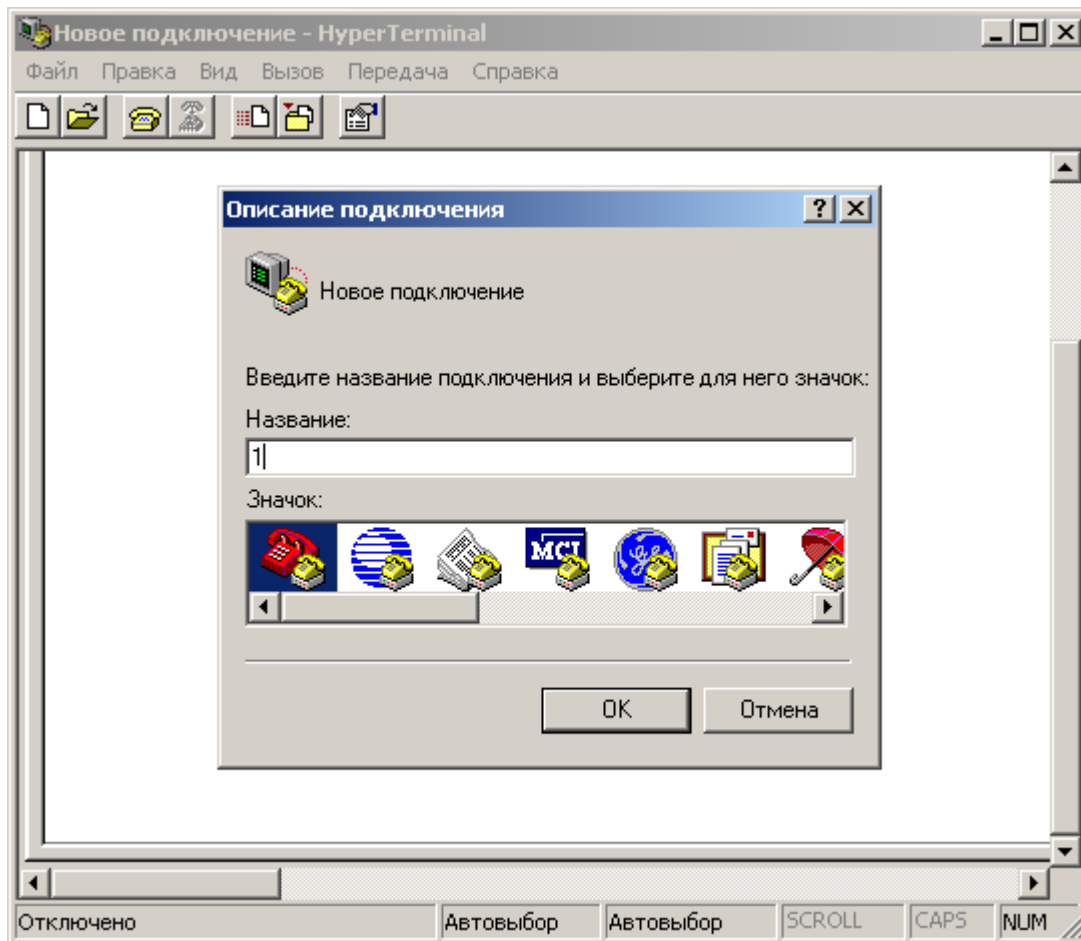 Новое подключение - HyperTerminal
Файл Правка Вид Вызов Передача Справка
Описание подключения
Новое подключение
Введите название подключения и выберите для него значок:
Название:
1
Значок:
MCI
OK Отмена
Отключено Автовыбор Автовыбор SCROLL CAPS NUM